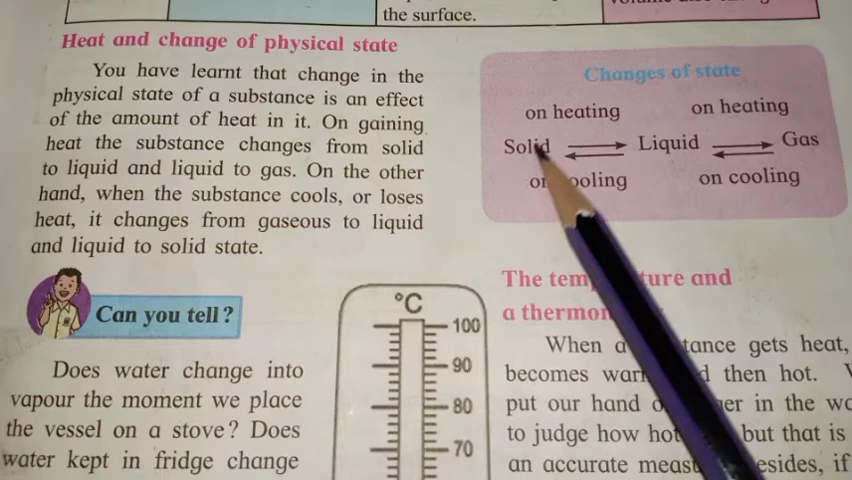 the surface.
Heat and change of physical state
You have learnt that change in the
physical state of a substance is an effect
of the amount of heat in it. On gaining
heat the substance changes from solid
to liquid and liquid to gas. On the other
hand, when the substance cools, or loses
heat, it changes from gaseous to liquid
and liquid to solid state.
Can you tell?
Does water change into
vapour the moment we place
the vessel on a stove? Does
water kept in fridge change
°C
100
90
80
70
Changes of state
on heating on heating
Solid Liquid Gas
on cooling
The and
a
When a gets heat,
becomes then hot.
put our hand in the
to judge how hot but that is
an accurate if